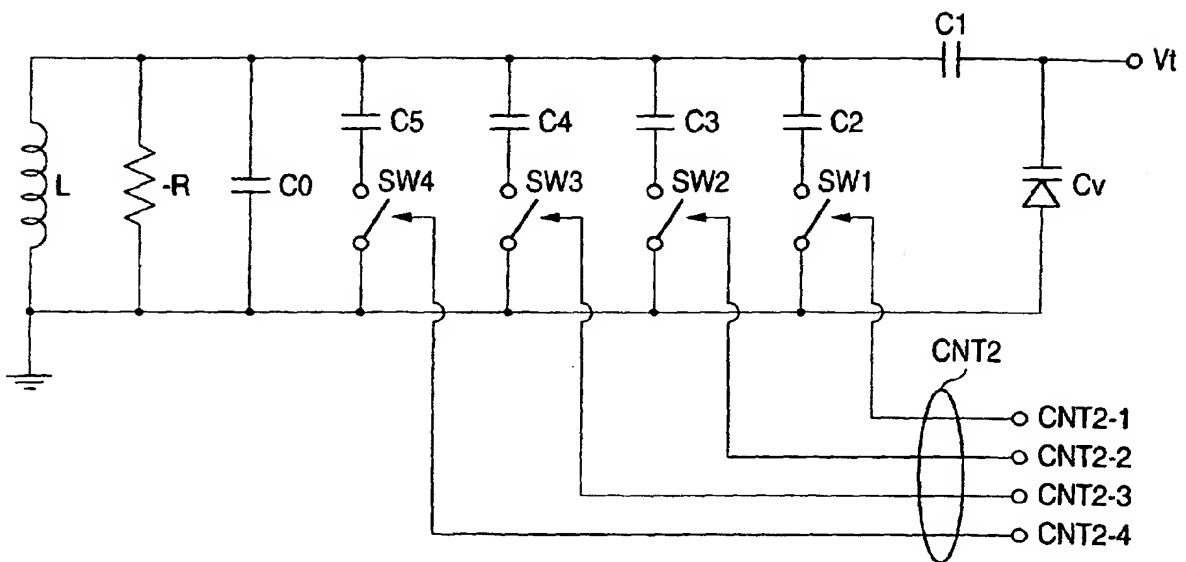 C1
Vt
C5
C4
C3
C2
L
-R
C0
SW4
SW3
SW2
SW1
Cv
CNT2
CNT2-1
CNT2-2
CNT2-3
CNT2-4